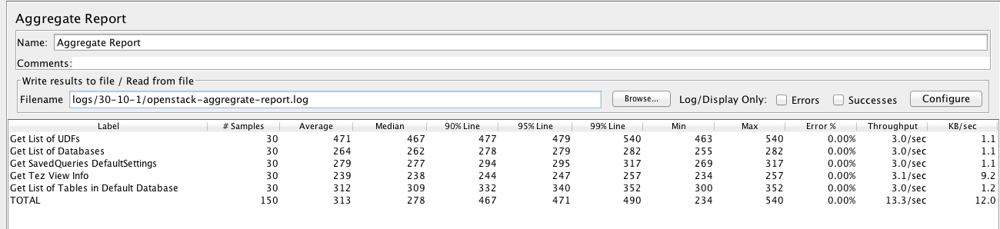 Aggregate Report
Name: Aggregate Report
Comments:
Write results to file / Read from file
Filename logs/30-10-1/openstack-aggregrate-report.log Browse... Log/Display Only: Errors Successes Configure
Label # Samples Average Median 90% Line 95% Line 99% Line Min Max Error % Throughput KB/sec
Get List of UDFs 30 471 467 477 479 540 463 540 0.00% 3.0/sec 1.1
Get List of Databases 30 264 262 278 279 282 255 282 0.00% 3.0/sec 1.1
Get SavedQueries DefaultSettings 30 279 277 294 295 317 269 317 0.00% 3.0/sec 1.1
Get Tez View Info 30 239 238 244 247 257 234 257 0.00% 3.1/sec 9.2
Get List of Tables in Default Database 30 312 309 332 340 352 300 352 0.00% 3.0/sec 1.2
TOTAL 150 313 278 467 471 490 234 540 0.00% 13.3/sec 12.0